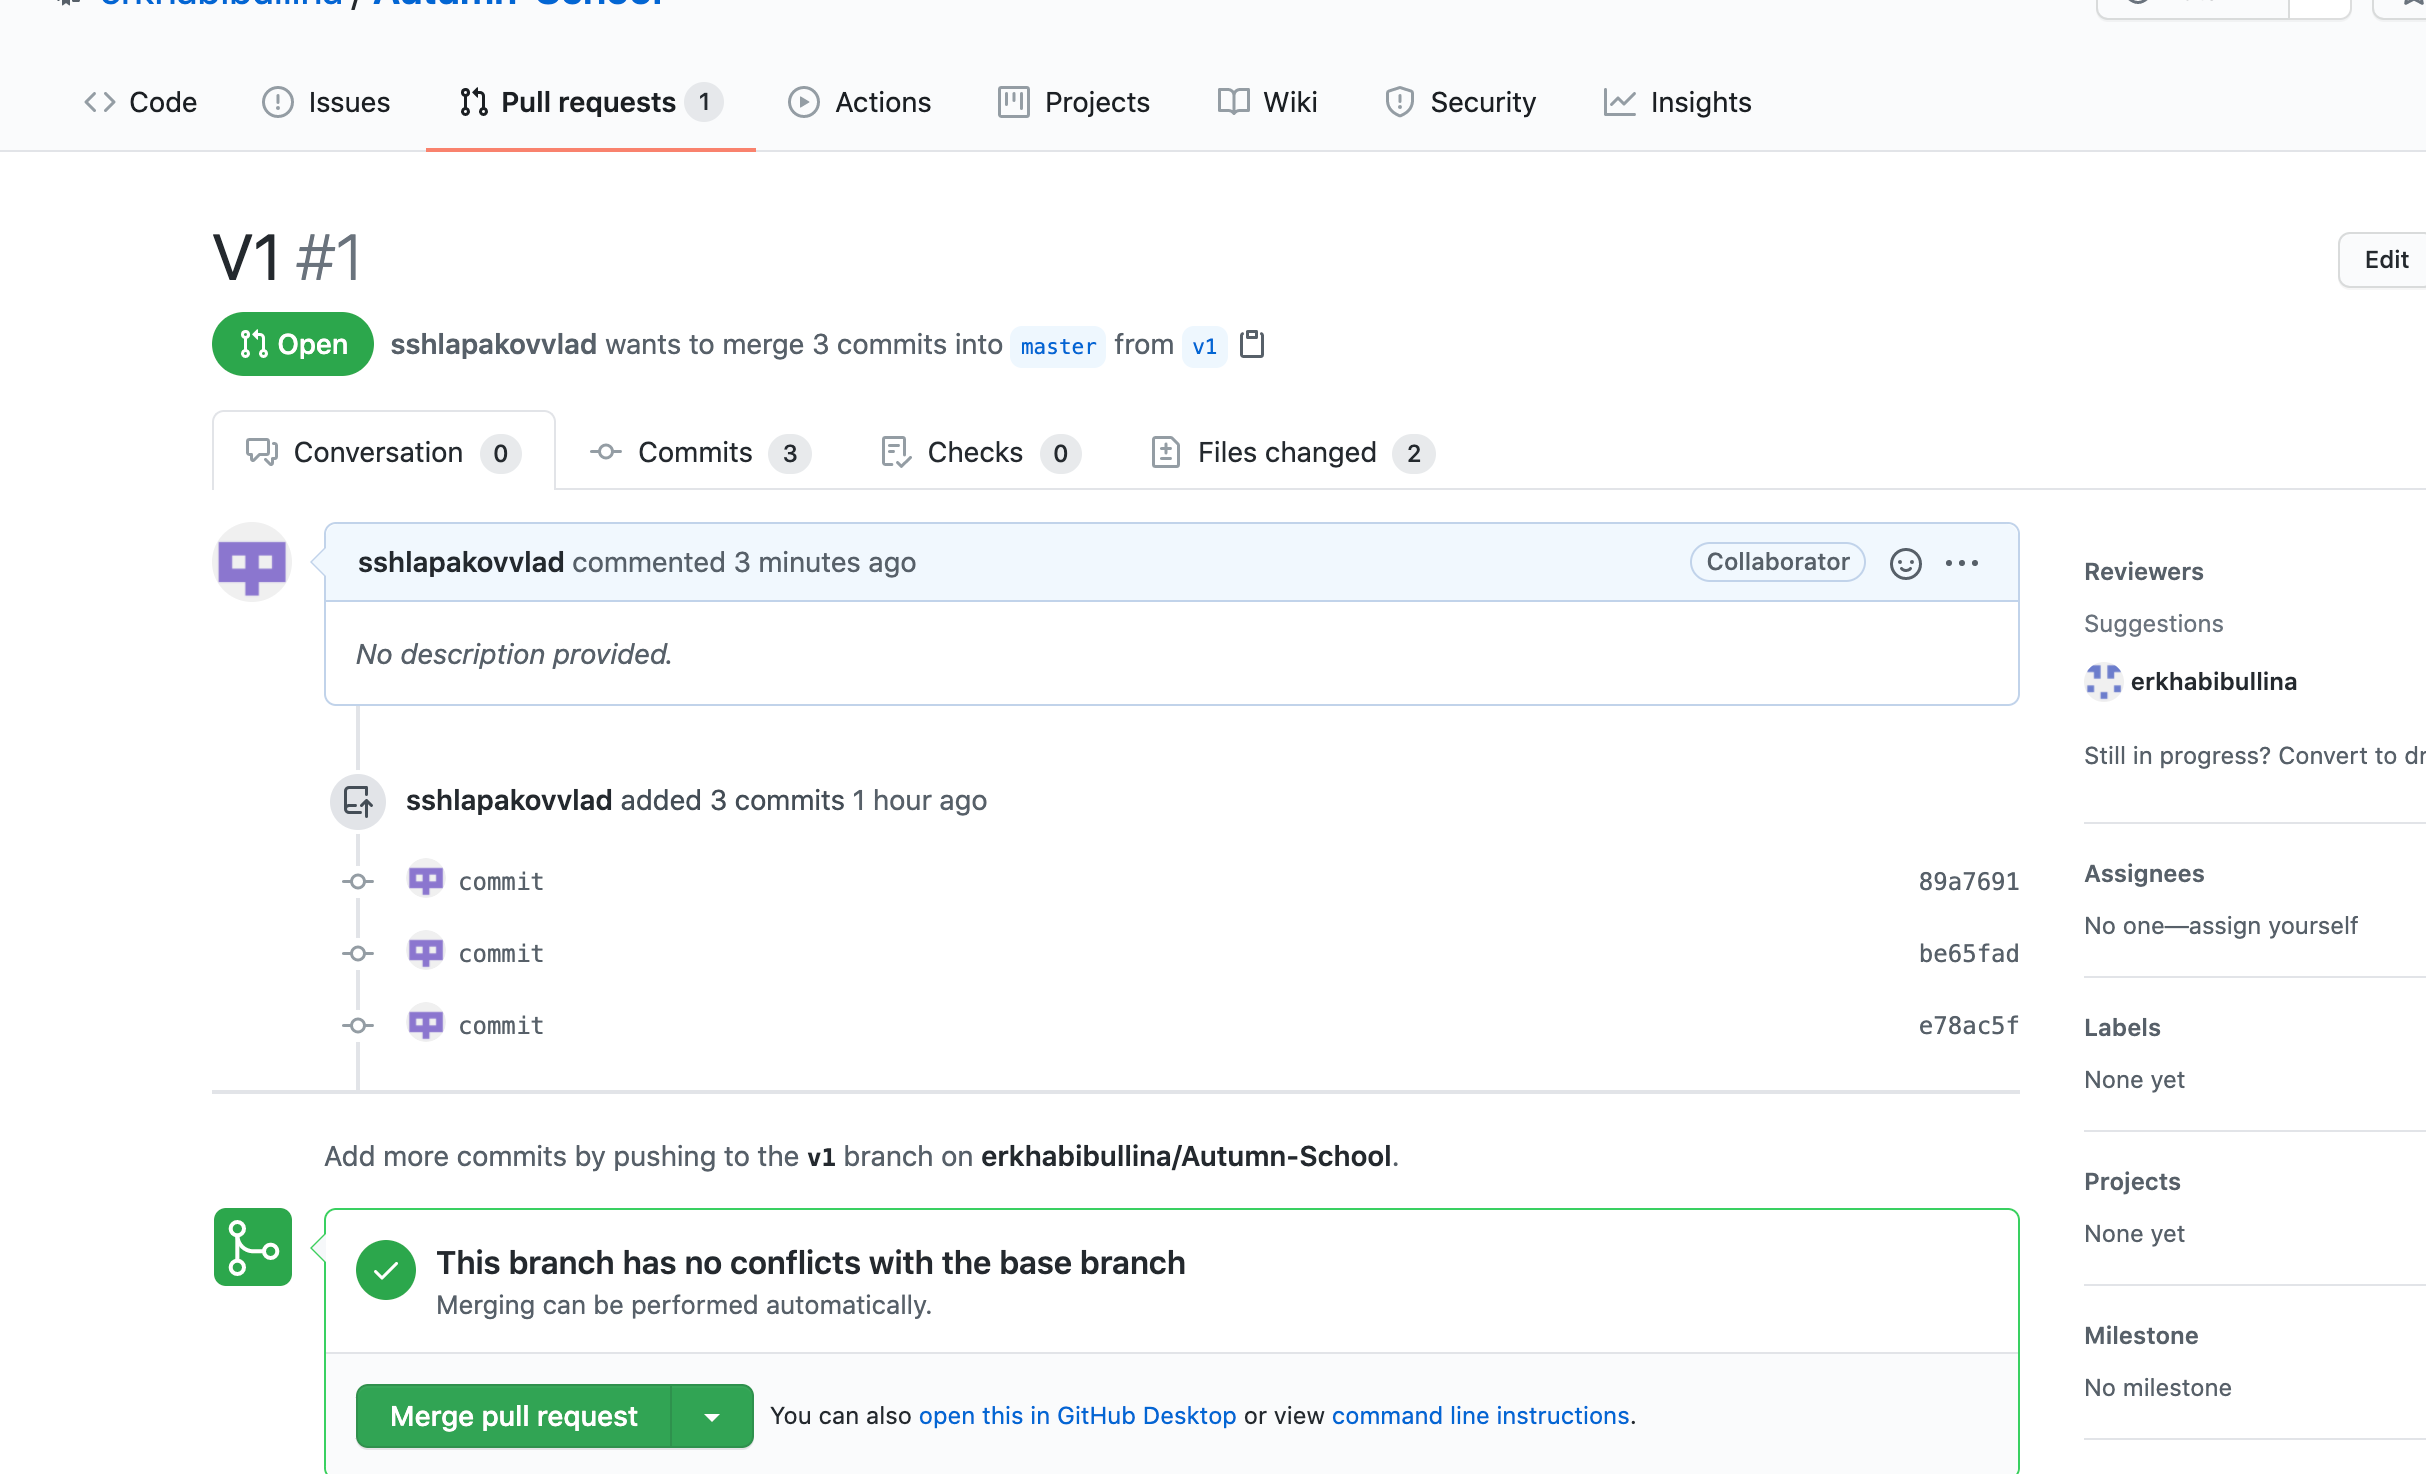 erkhabibullina / Autumn-School
Code Issues Pull requests 1 Actions Projects Wiki Security Insights
V1 #1
Edit
Open sshlapakovvlad wants to merge 3 commits into master from v1
Conversation 0 Commits 3 Checks 0 Files changed 2
sshlapakovvlad commented 3 minutes ago Collaborator
No description provided.
sshlapakovvlad added 3 commits 1 hour ago
commit 89a7691
commit be65fad
commit e78ac5f
Add more commits by pushing to the v1 branch on erkhabibullina/Autumn-School.
This branch has no conflicts with the base branch
Merging can be performed automatically.
Merge pull request You can also open this in GitHub Desktop or view command line instructions.
Reviewers
Suggestions
erkhabibullina
Still in progress? Convert to
Assignees
No one—assign yourself
Labels
None yet
Projects
None yet
Milestone
No milestone